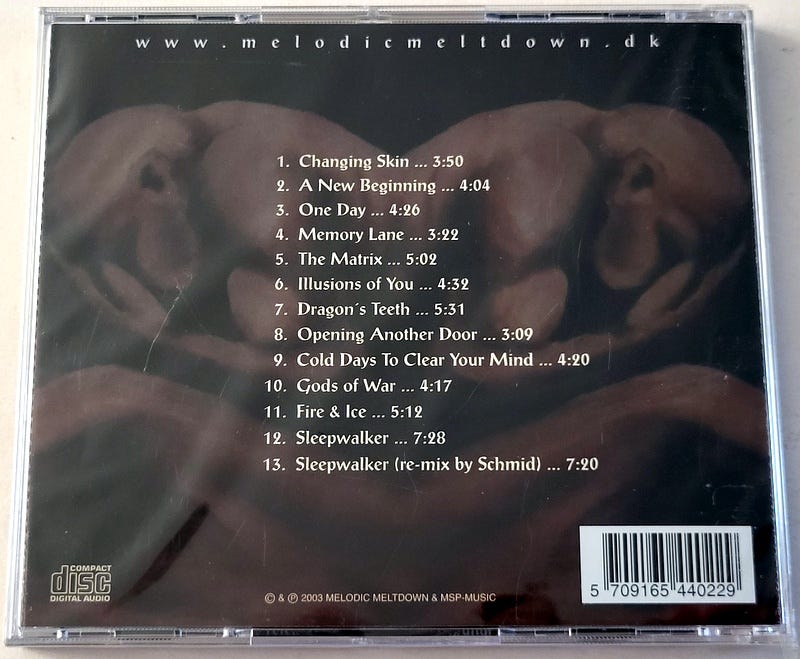 www.melodicmeltdown.dk
1. Changing Skin ... 3:50
2. A New Beginning ... 4:04
3. One Day ... 4:26
4. Memory Lane ... 3:22
5. The Matrix ... 5:02
6. Illusions of You ... 4:32
7. Dragon´s Teeth ... 5:31
8. Opening Another Door ... 3:09
9. Cold Days To Clear Your Mind ... 4:20
10. Gods of War ... 4:17
11. Fire & Ice ... 5:12
12. Sleepwalker ... 7:28
13. Sleepwalker (re-mix by Schmid) ... 7:20
COMPACT
disc
DIGITAL AUDIO
© & ℗ 2003 MELODIC MELTDOWN & MSP-MUSIC
5 709165 440229